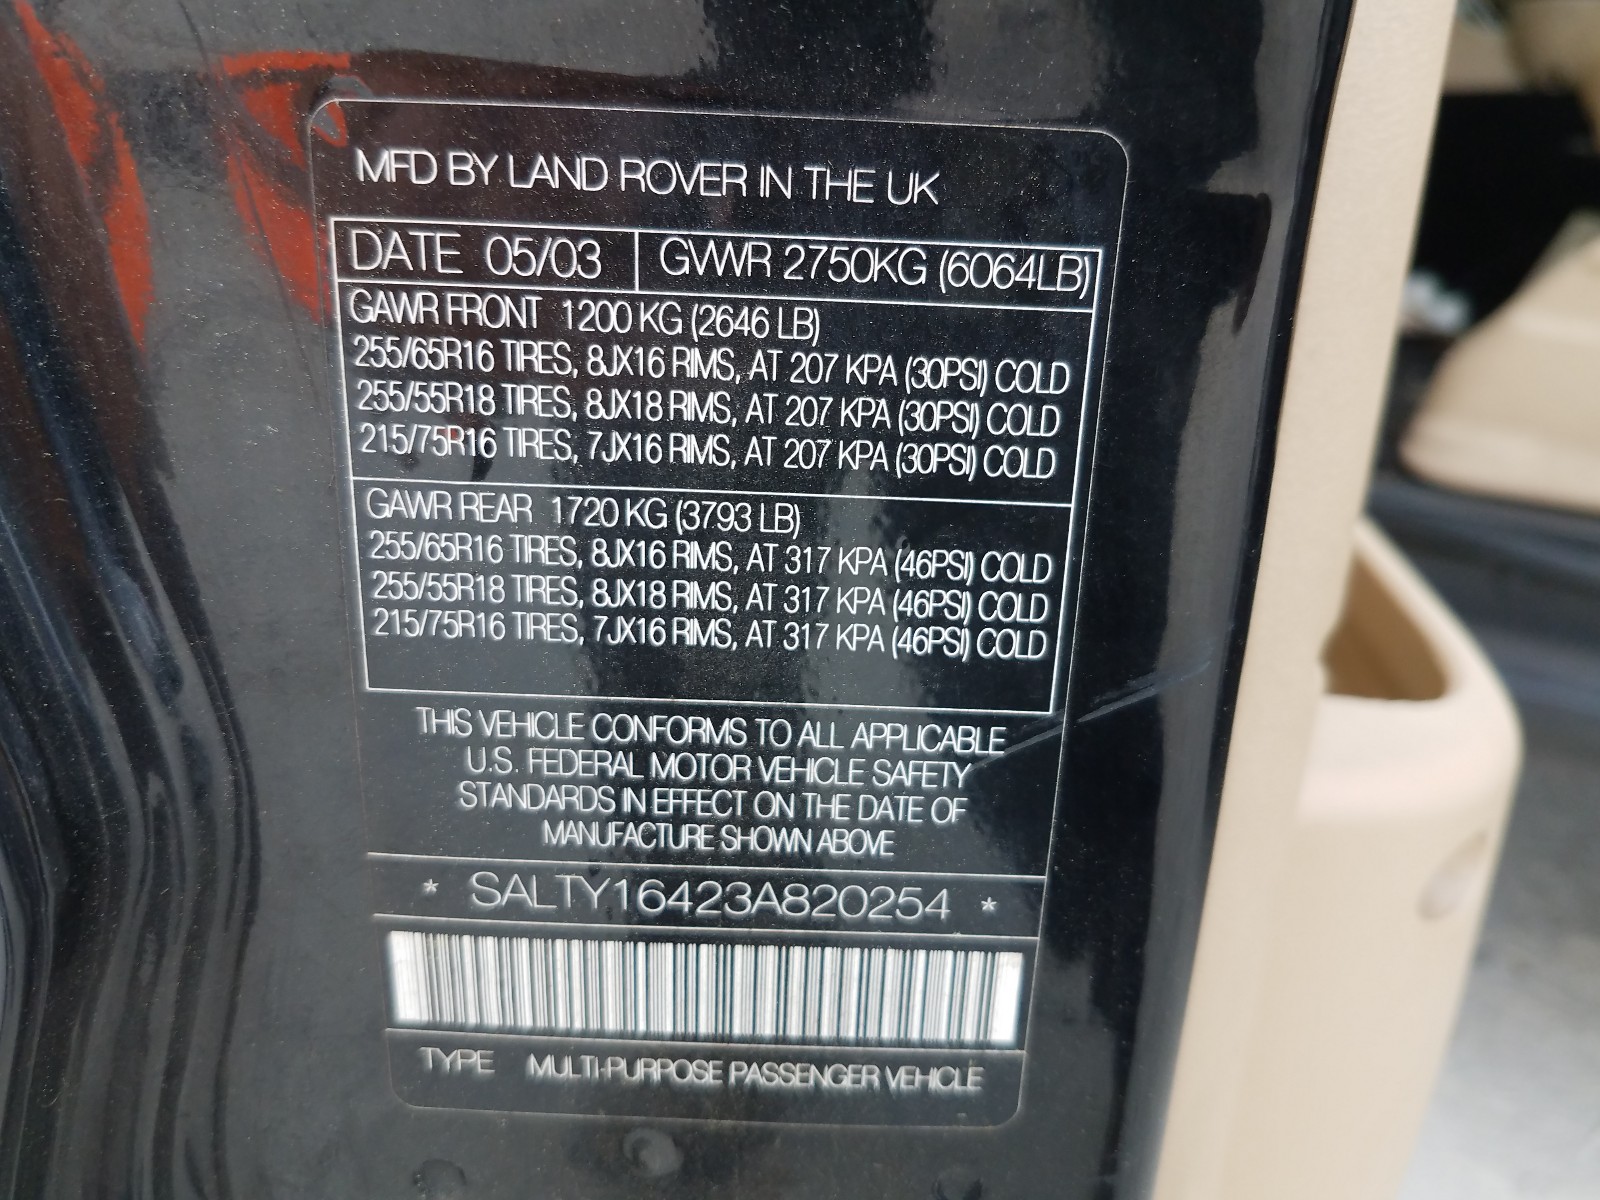 MFD BY LAND ROVER IN THE UK
DATE 05/03 GVWR 2750KG (6064LB)
GAWR FRONT 1200 KG (2646 LB)
255/65R16 TIRES, 8JX16 RIMS, AT 207 KPA (30PSI) COLD
255/55R18 TIRES, 8JX18 RIMS, AT 207 KPA (30PSI) COLD
215/75R16 TIRES, 7JX16 RIMS, AT 207 KPA (30PSI) COLD
GAWR REAR 1720 KG (3793 LB)
255/65R16 TIRES, 8JX16 RIMS, AT 317 KPA (46PSI) COLD
255/55R18 TIRES, 8JX18 RIMS, AT 317 KPA (46PSI) COLD
215/75R16 TIRES, 7JX16 RIMS, AT 317 KPA (46PSI) COLD
THIS VEHICLE CONFORMS TO ALL APPLICABLE
U.S. FEDERAL MOTOR VEHICLE SAFETY
STANDARDS IN EFFECT ON THE DATE OF
MANUFACTURE SHOWN ABOVE
* SALTY16423A820254 *
TYPE MULTI-PURPOSE PASSENGER VEHICLE